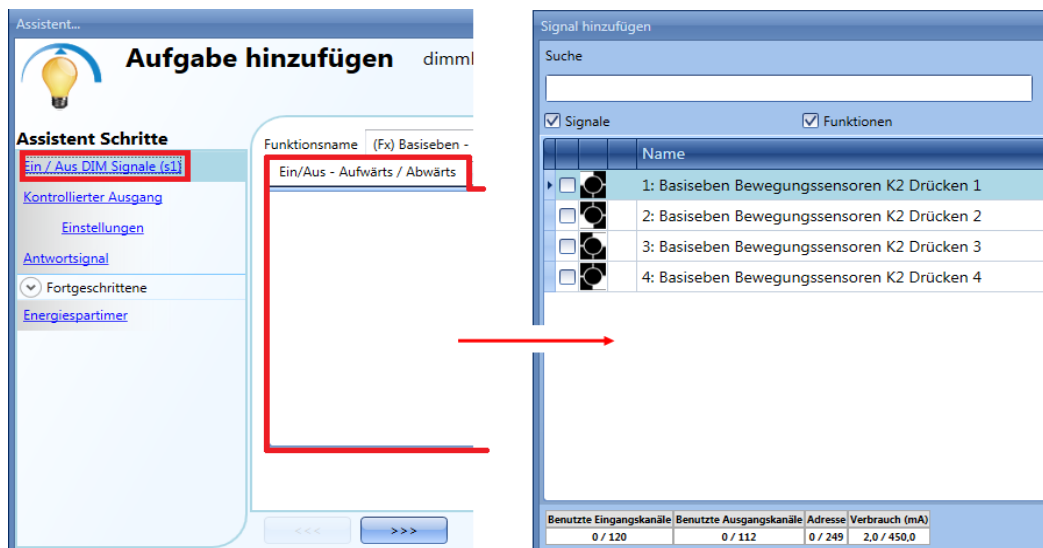 Assistent...
Aufgabe hinzufügen dimml
Assistent Schritte
Ein / Aus DIM Signale (s1)
Kontrollierter Ausgang
Einstellungen
Antwortsignal
Fortgeschrittene
Energiespartimer
Funktionsname (Fx) Basiseben -
Ein/Aus - Aufwärts / Abwärts
<<< >>>
Signal hinzufügen
Suche
Signale Funktionen
Name
1: Basiseben Bewegungssensoren K2 Drücken 1
2: Basiseben Bewegungssensoren K2 Drücken 2
3: Basiseben Bewegungssensoren K2 Drücken 3
4: Basiseben Bewegungssensoren K2 Drücken 4
Benutzte Eingangskanäle Benutzte Ausgangskanäle Adresse Verbrauch (mA)
0 / 120 0 / 112 0 / 249 2,0 / 450,0